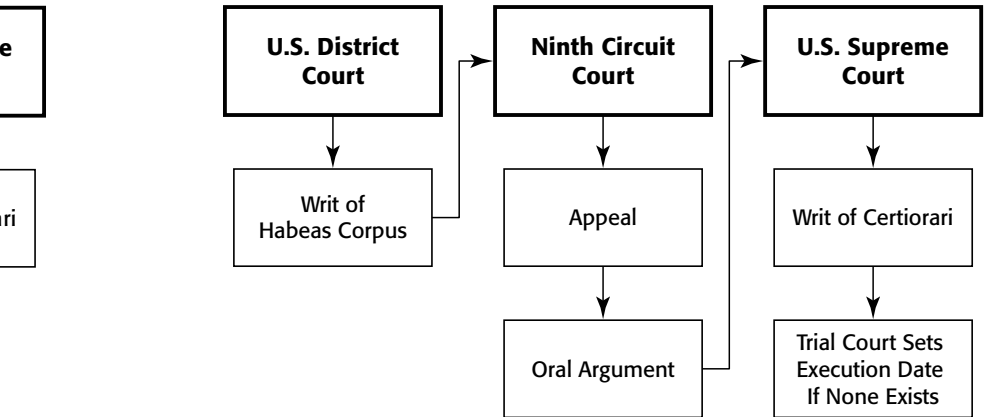 U.S. District
Court
Writ of
Habeas Corpus
Ninth Circuit
Court
Appeal
Oral Argument
U.S. Supreme
Court
Writ of Certiorari
Trial Court Sets
Execution Date
If None Exists